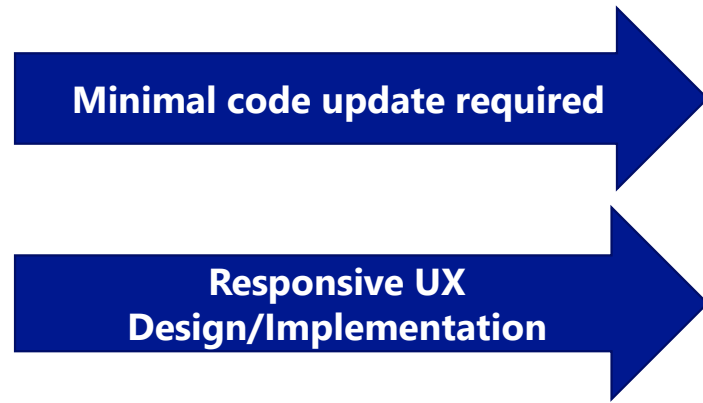 Minimal code update required
Responsive UX
Design/Implementation